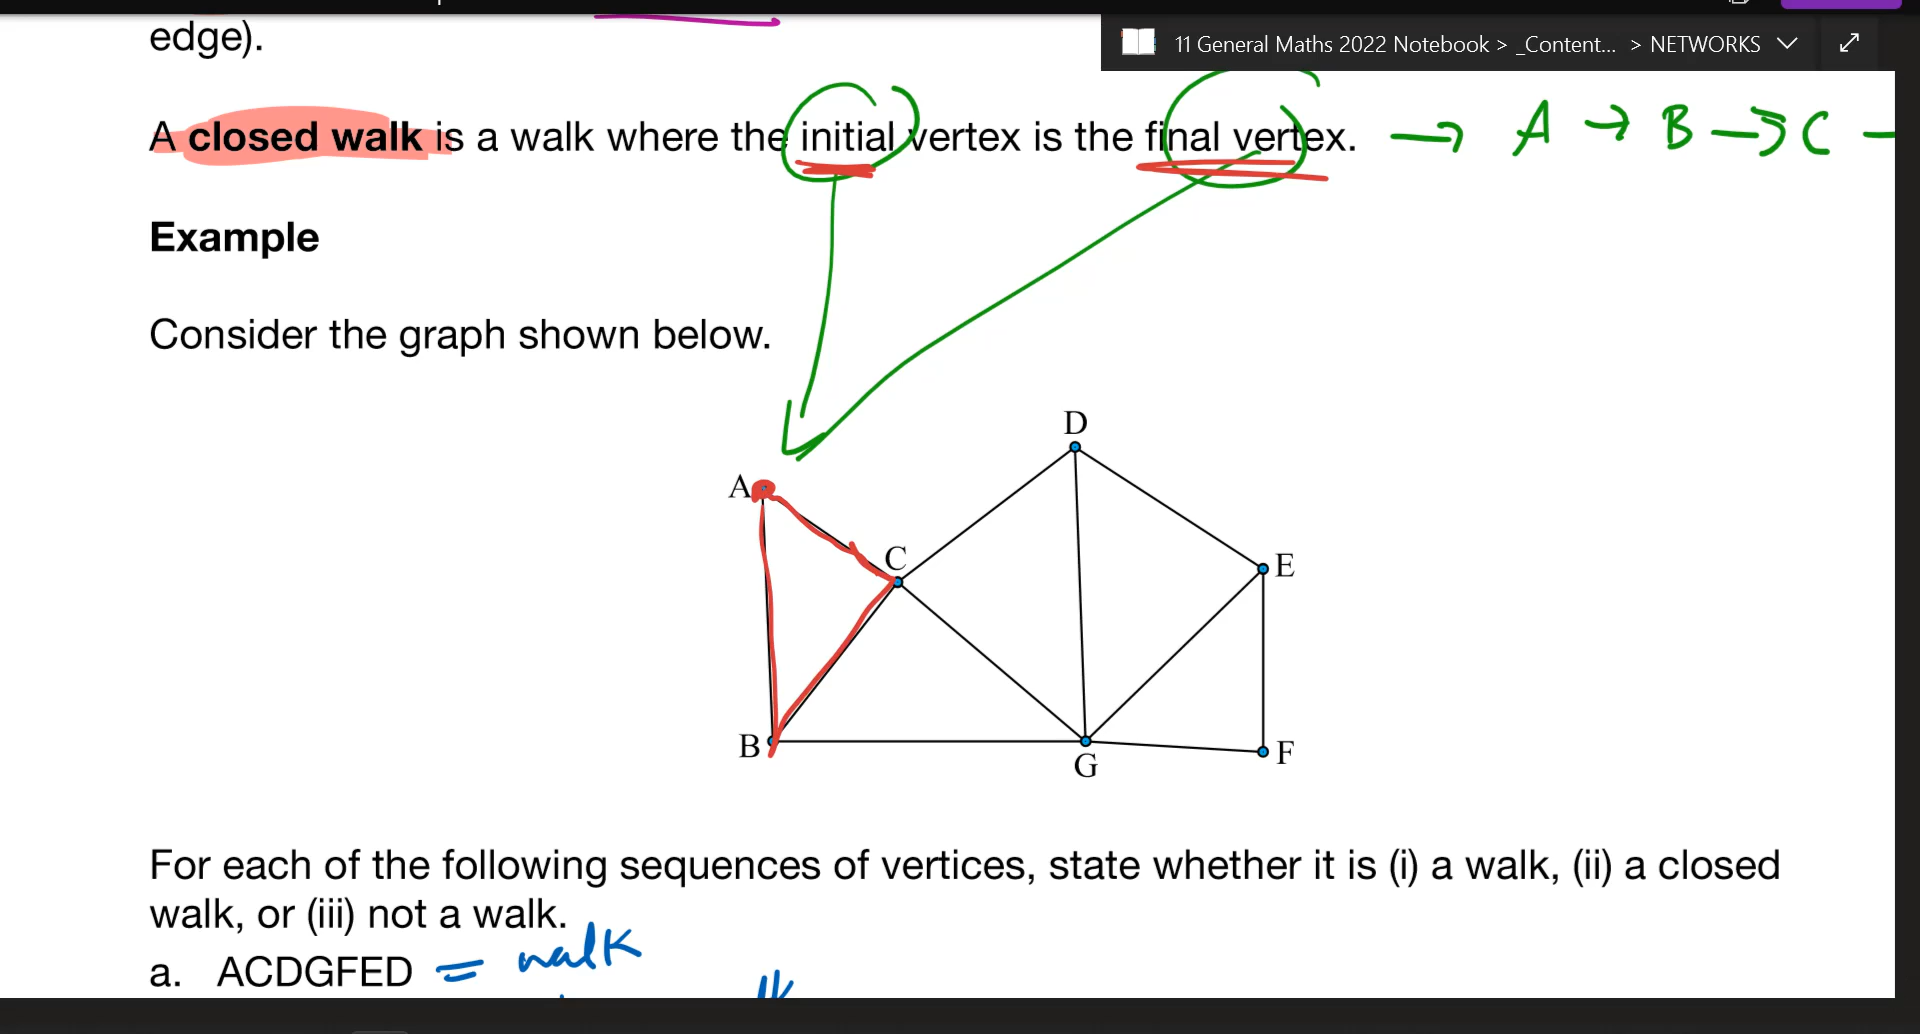 edge).
11 General Maths 2022 Notebook > _Content... > NETWORKS
A closed walk is a walk where the initial vertex is the final vertex. → A → B → C –
Example
Consider the graph shown below.
D
A
C
E
B
F
G
For each of the following sequences of vertices, state whether it is (i) a walk, (ii) a closed
walk, or (iii) not a walk.
a. ACDGFED = walk